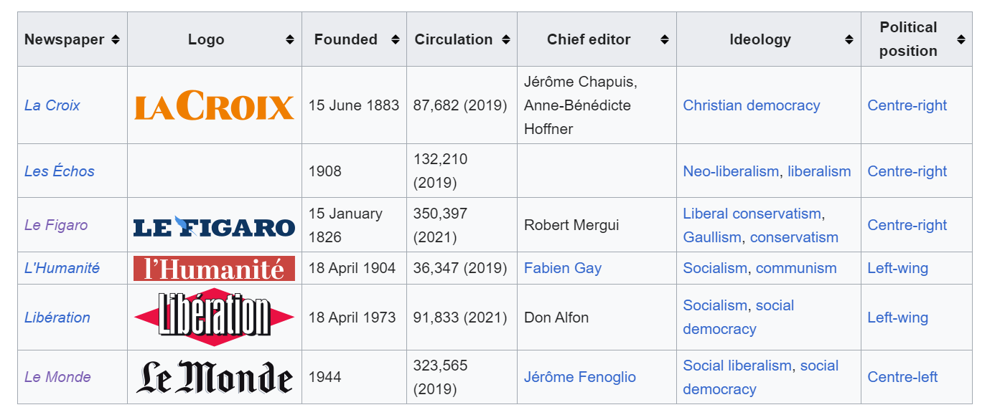 Newspaper Logo Founded Circulation Chief editor Ideology Political position
La Croix LA CROIX 15 June 1883 87,682 (2019) Jérôme Chapuis, Anne-Bénédicte Hoffner Christian democracy Centre-right
Les Échos 1908 132,210 (2019) Neo-liberalism, liberalism Centre-right
Le Figaro LE FIGARO 15 January 1826 350,397 (2021) Robert Mergui Liberal conservatism, Gaullism, conservatism Centre-right
L'Humanité l'Humanité 18 April 1904 36,347 (2019) Fabien Gay Socialism, communism Left-wing
Libération Libération 18 April 1973 91,833 (2021) Don Alfon Socialism, social democracy Left-wing
Le Monde Le Monde 1944 323,565 (2019) Jérôme Fenoglio Social liberalism, social democracy Centre-left